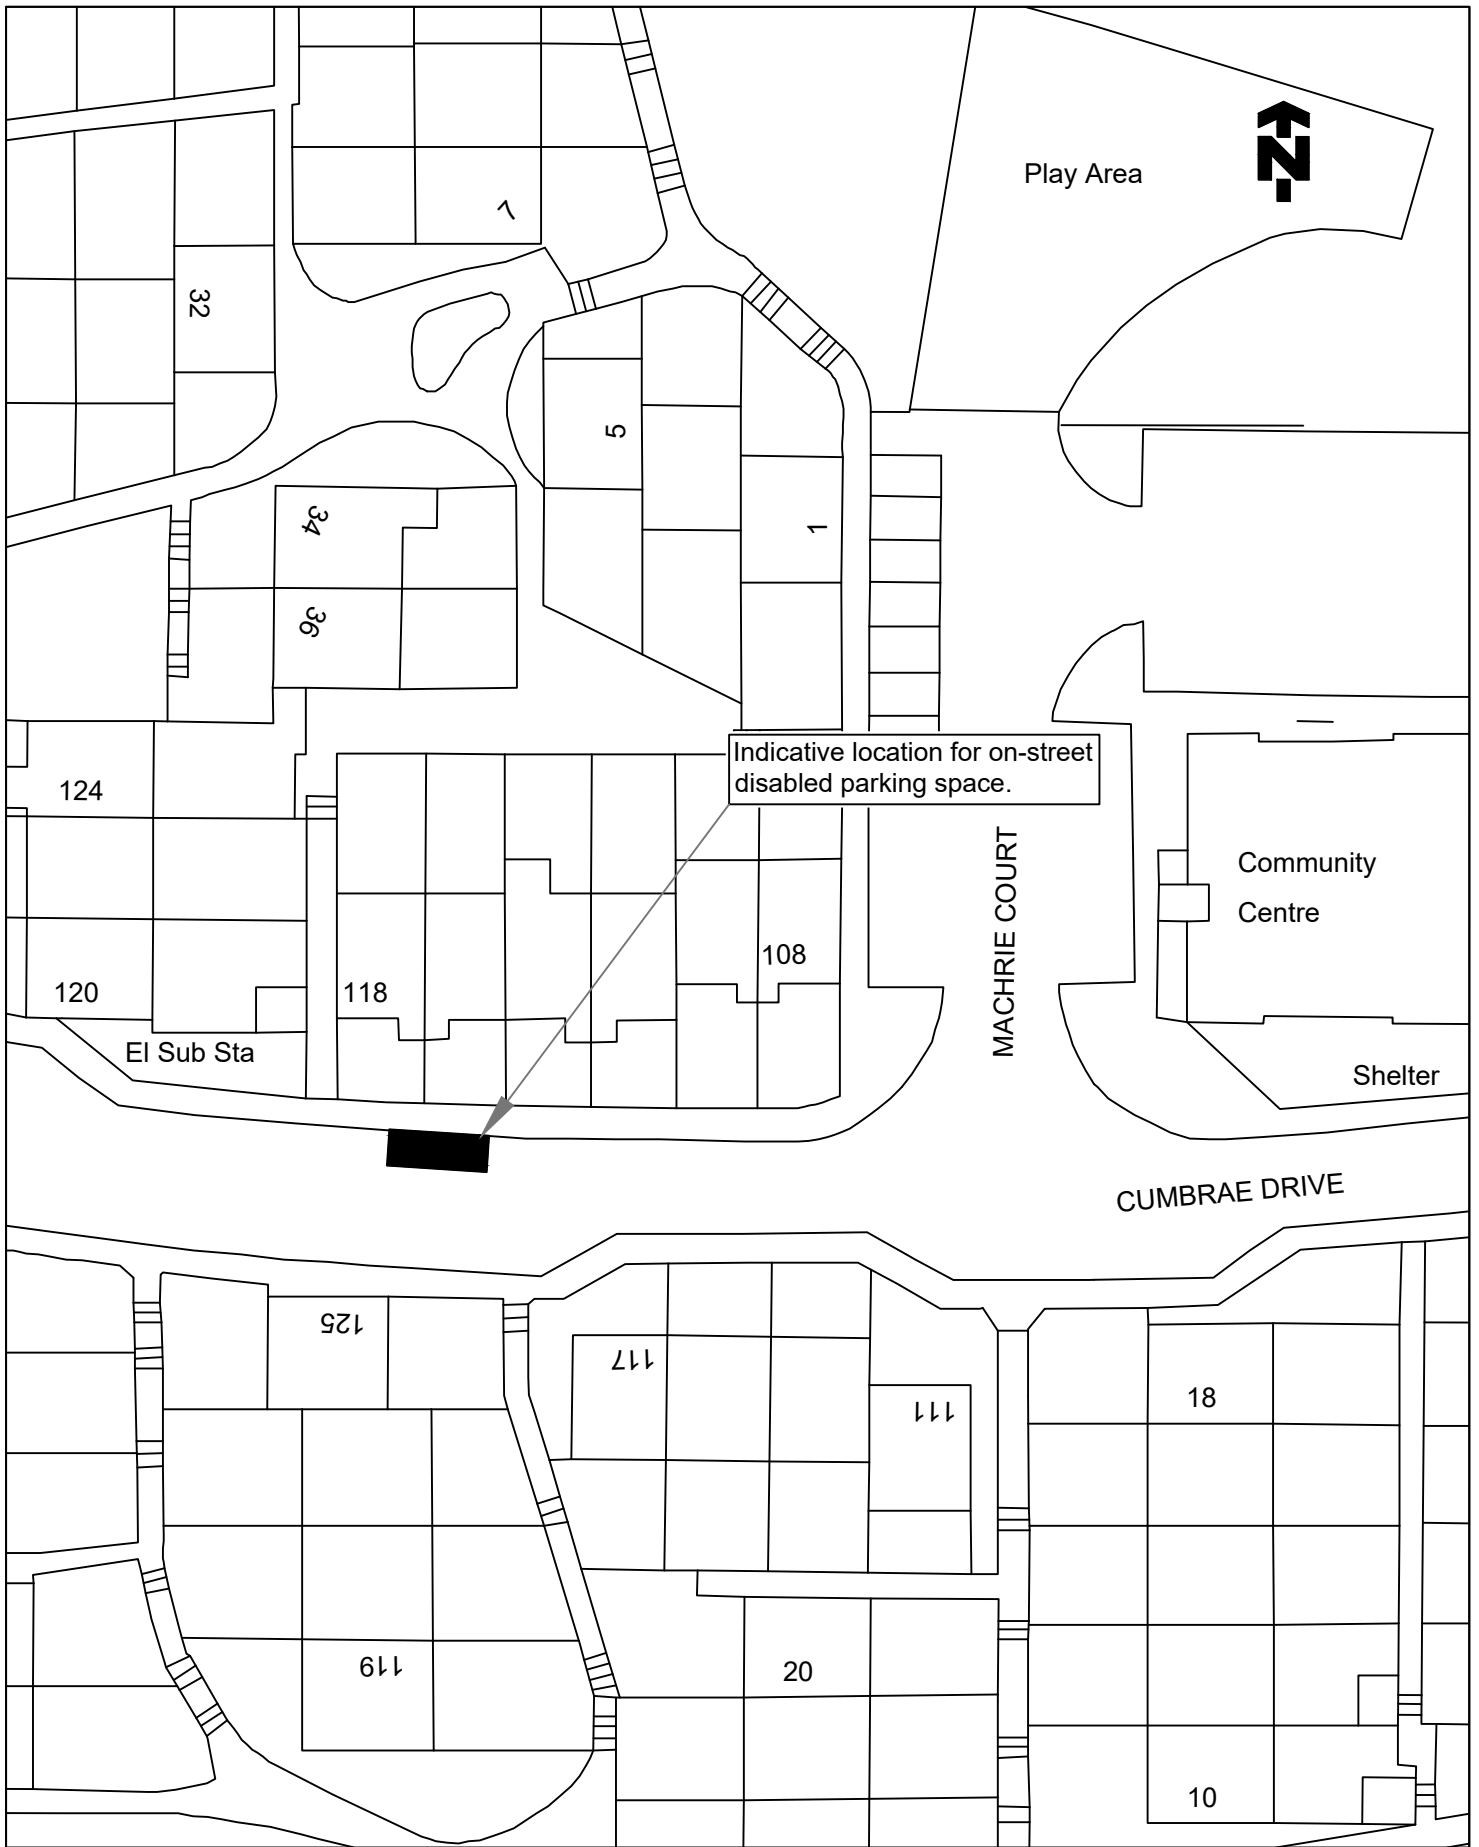 Play Area
N
7
32
5
34
1
36
Indicative location for on-street
disabled parking space.
124
MACHRIE COURT
Community
Centre
108
120
118
El Sub Sta
Shelter
CUMBRAE DRIVE
125
117
18
111
119
20
10